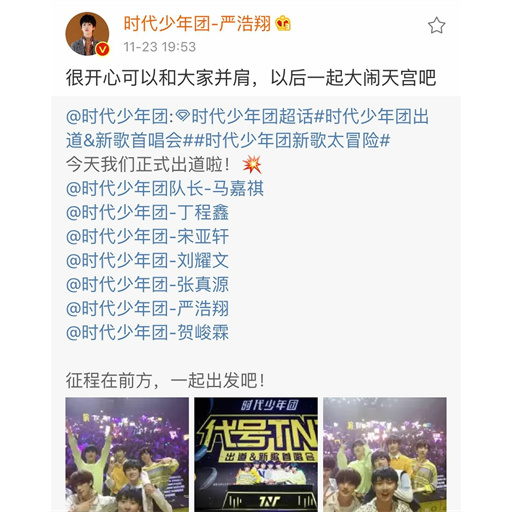 时代少年团-严浩翔
11-23 19:53
很开心可以和大家并肩，以后一起大闹天宫吧
@时代少年团:时代少年团超话#时代少年团出
道&新歌首唱会##时代少年团新歌太冒险#
今天我们正式出道啦！
@时代少年团队长-马嘉祺
@时代少年团-丁程鑫
@时代少年团-宋亚轩
@时代少年团-刘耀文
@时代少年团-张真源
@时代少年团-严浩翔
@时代少年团-贺峻霖
征程在前方，一起出发吧！
时代少年团
代号TN
出道&新歌首唱会
TNT